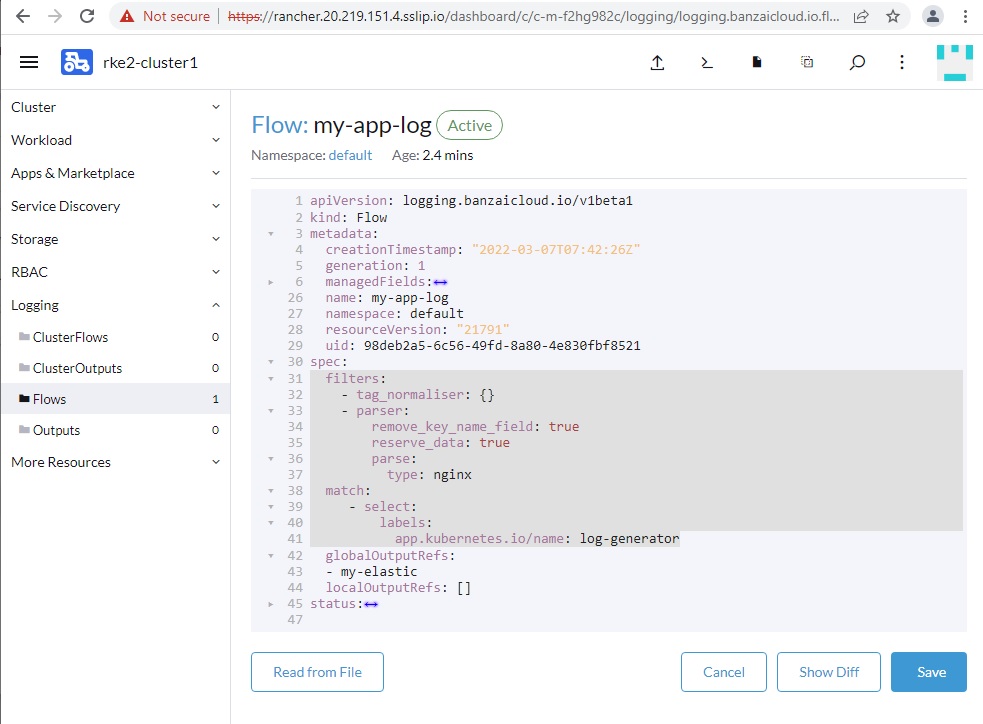 Not secure https://rancher.20.219.151.4.sslip.io/dashboard/c/c-m-f2hg982c/logging/logging.banzaicloud.io.fl...
rke2-cluster1
Cluster
Workload
Apps & Marketplace
Service Discovery
Storage
RBAC
Logging
ClusterFlows 0
ClusterOutputs 0
Flows 1
Outputs 0
More Resources
Flow: my-app-log Active
Namespace: default Age: 2.4 mins
1 apiVersion: logging.banzaicloud.io/v1beta1
2 kind: Flow
3 metadata:
4 creationTimestamp: "2022-03-07T07:42:26Z"
5 generation: 1
6 managedFields:
26 name: my-app-log
27 namespace: default
28 resourceVersion: "21791"
29 uid: 98deb2a5-6c56-49fd-8a80-4e830fbf8521
30 spec:
31 filters:
32 - tag_normaliser: {}
33 - parser:
34 remove_key_name_field: true
35 reserve_data: true
36 parse:
37 type: nginx
38 match:
39 - select:
40 labels:
41 app.kubernetes.io/name: log-generator
42 globalOutputRefs:
43 - my-elastic
44 localOutputRefs: []
45 status:
47
Read from File Cancel Show Diff Save